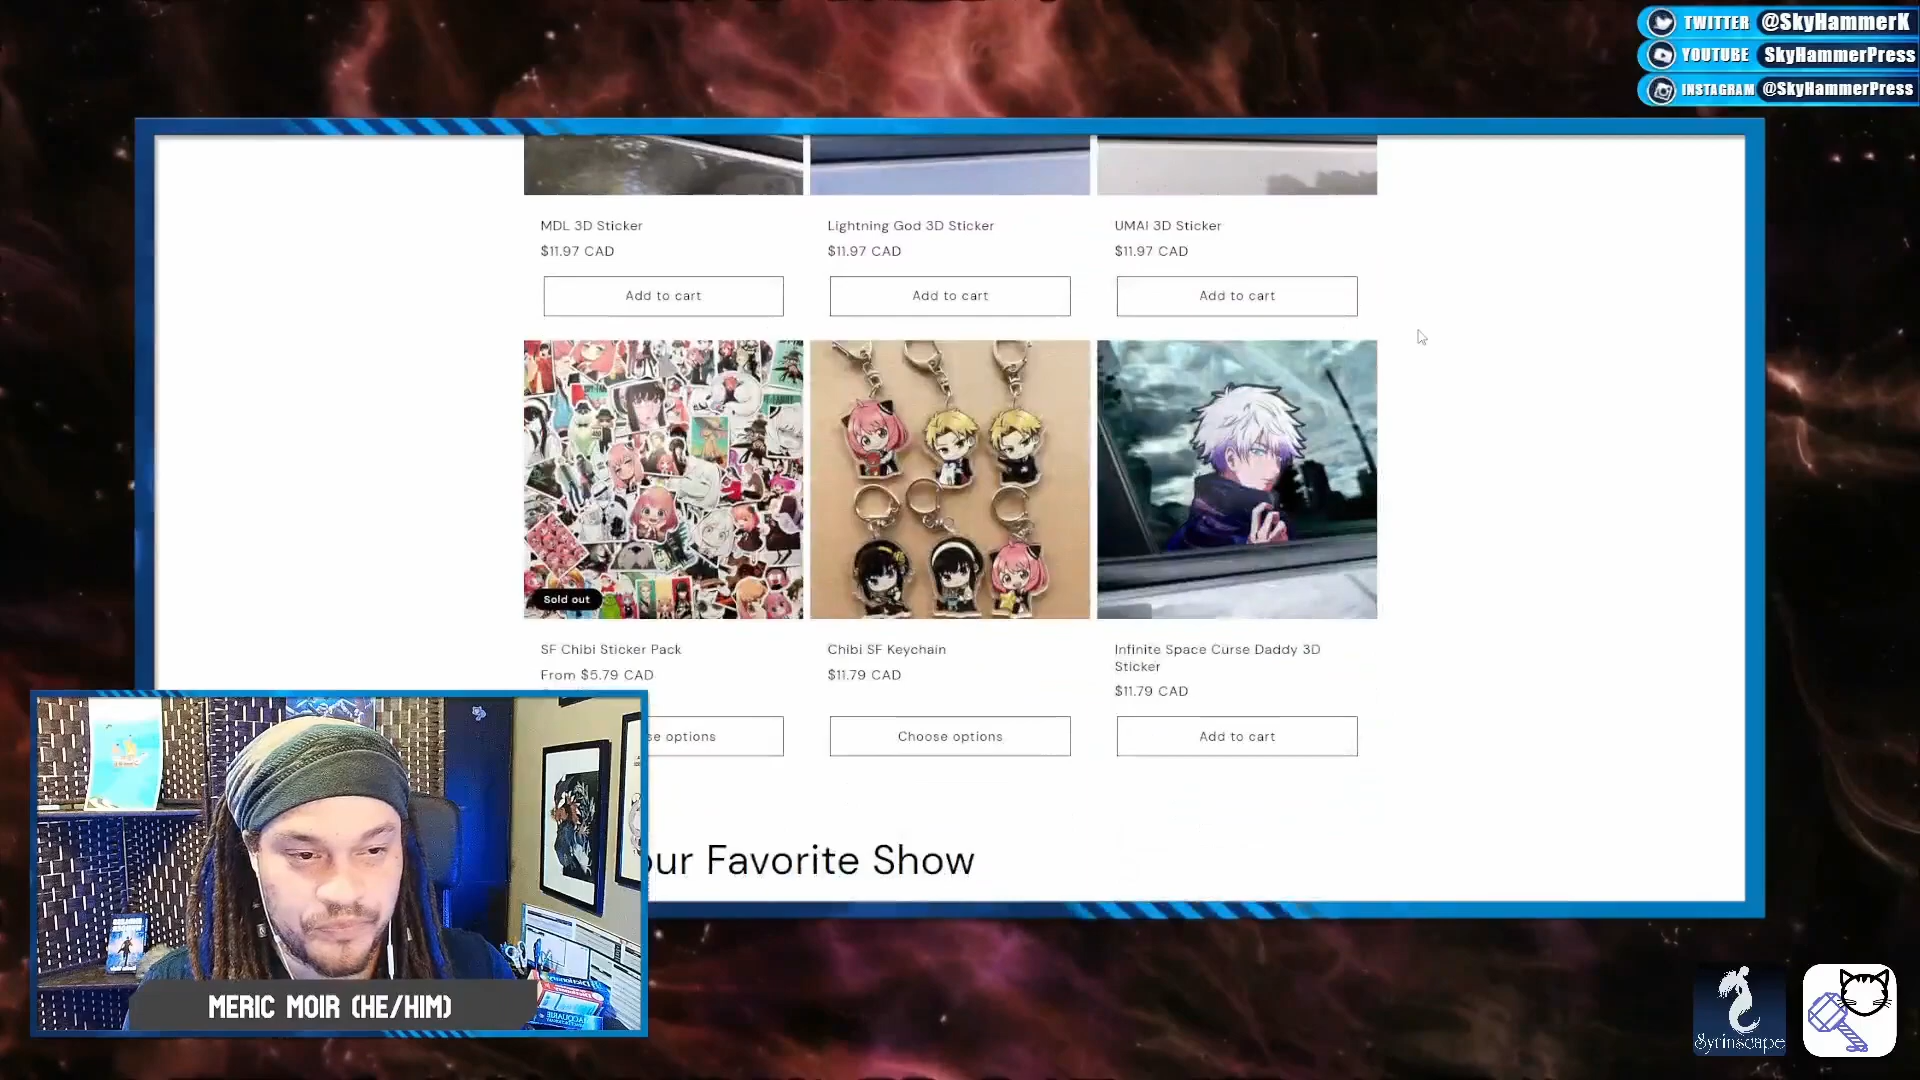 TWITTER @SkyHammerK
YOUTUBE SkyHammerPress
INSTAGRAM @SkyHammerPress
MDL 3D Sticker
$11.97 CAD
Add to cart
Lightning God 3D Sticker
$11.97 CAD
Add to cart
UMAI 3D Sticker
$11.97 CAD
Add to cart
Sold out
SF Chibi Sticker Pack
From $5.79 CAD
options
Chibi SF Keychain
$11.79 CAD
Choose options
Infinite Space Curse Daddy 3D
Sticker
$11.79 CAD
Add to cart
Favorite Show
MERIC MOIR (HE/HIM)
Syrinscape